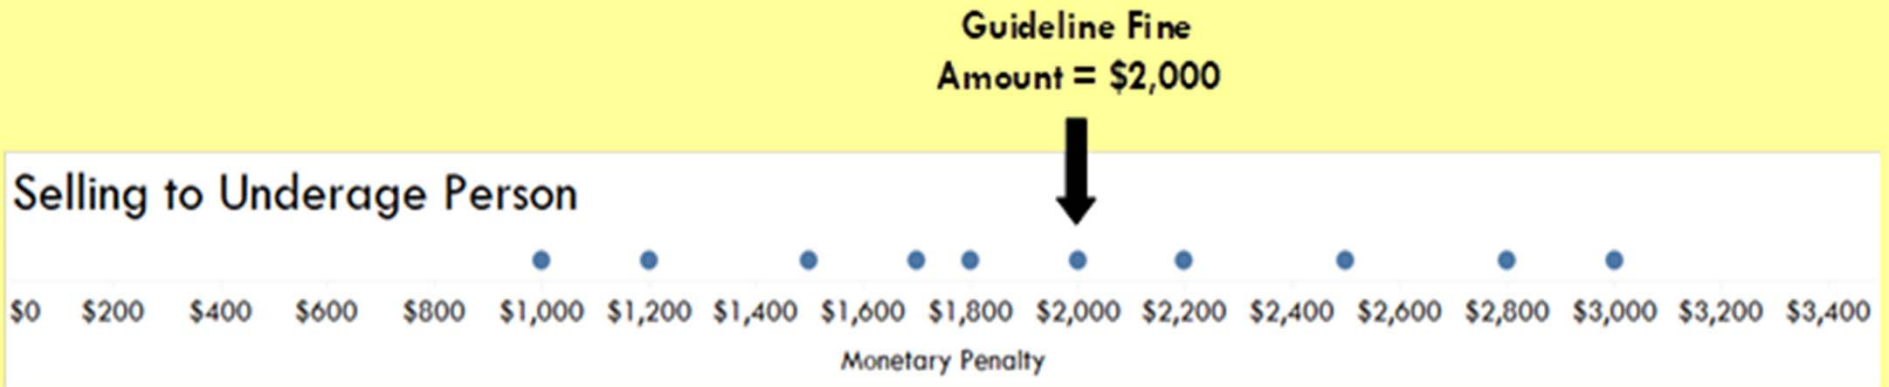 Guideline Fine
Amount = $2,000
Selling to Underage Person
$0 $200 $400 $600 $800 $1,000 $1,200 $1,400 $1,600 $1,800 $2,000 $2,200 $2,400 $2,600 $2,800 $3,000 $3,200 $3,400
Monetary Penalty